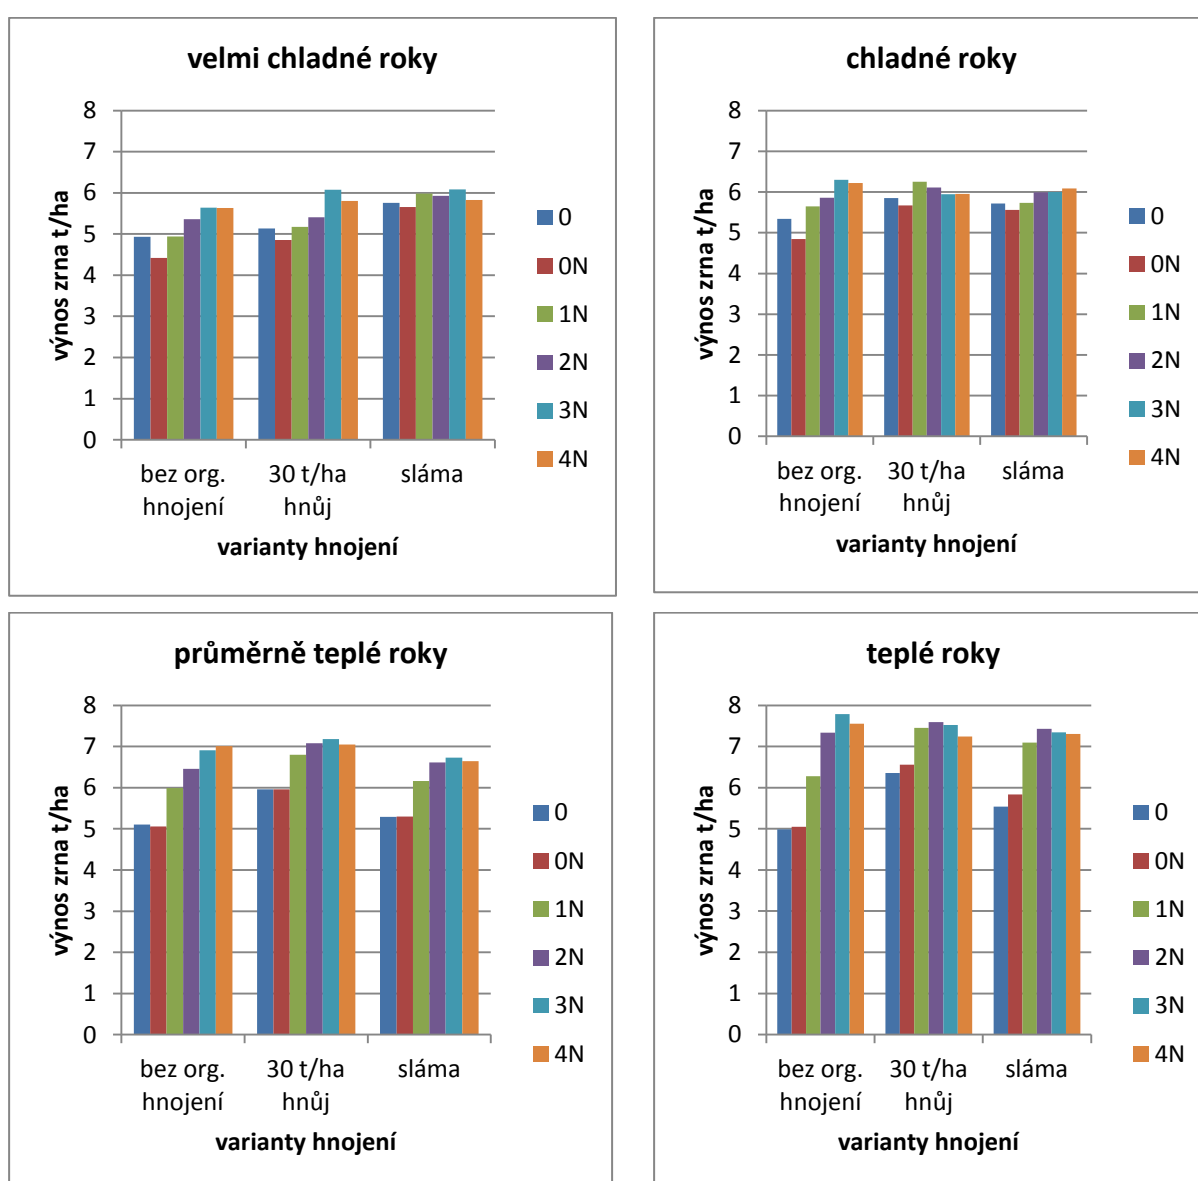 velmi chladné roky
výnos zrna t/ha
8
7
6
5
4
3
2
1
0
bez org.
hnojení
30 t/ha
hnůj
sláma
varianty hnojení
0
0N
1N
2N
3N
4N
chladné roky
výnos zrna t/ha
8
7
6
5
4
3
2
1
0
bez org.
hnojení
30 t/ha
hnůj
sláma
varianty hnojení
0
0N
1N
2N
3N
4N
průměrně teplé roky
výnos zrna t/ha
8
7
6
5
4
3
2
1
0
bez org.
hnojení
30 t/ha
hnůj
sláma
varianty hnojení
0
0N
1N
2N
3N
4N
teplé roky
výnos zrna t/ha
8
7
6
5
4
3
2
1
0
bez org.
hnojení
30 t/ha
hnůj
sláma
varianty hnojení
0
0N
1N
2N
3N
4N